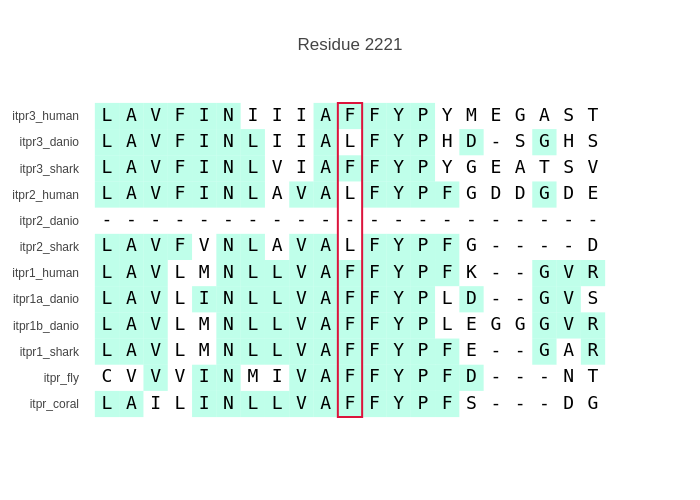 Residue 2221
itpr3_human L A V F I N I I I A F F Y P Y M E G A S T
itpr3_danio L A V F I N L I I A L F Y P H D - S G H S
itpr3_shark L A V F I N L V I A F F Y P Y G E A T S V
itpr2_human L A V F I N L A V A L F Y P F G D D G D E
itpr2_danio - - - - - - - - - - - - - - - - - - - - -
itpr2_shark L A V F V N L A V A L F Y P F G - - - - D
itpr1_human L A V L M N L L V A F F Y P F K - - G V R
itpr1a_danio L A V L I N L L V A F F Y P L D - - G V S
itpr1b_danio L A V L M N L L V A F F Y P L E G G G V R
itpr1_shark L A V L M N L L V A F F Y P F E - - G A R
itpr_fly C V V V I N M I V A F F Y P F D - - - N T
itpr_coral L A I L I N L L V A F F Y P F S - - - D G